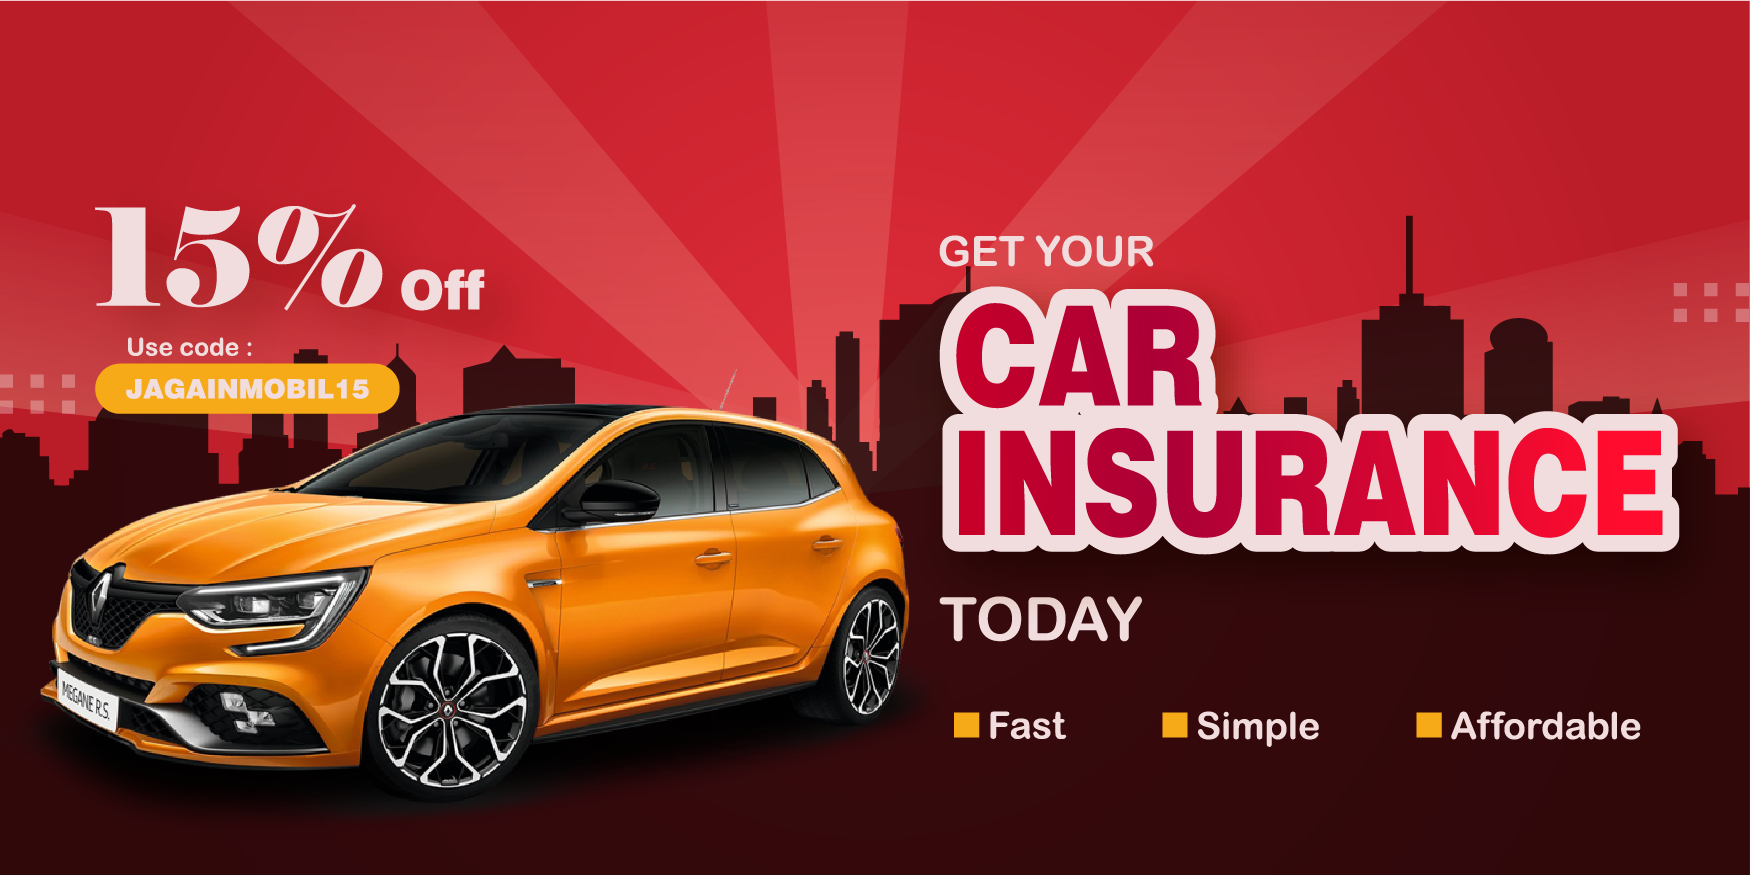 15% Off
Use code :
JAGAINMOBIL15
GET YOUR
CAR
INSURANCE
TODAY
Fast
Simple
Affordable
MEGANE R.S.